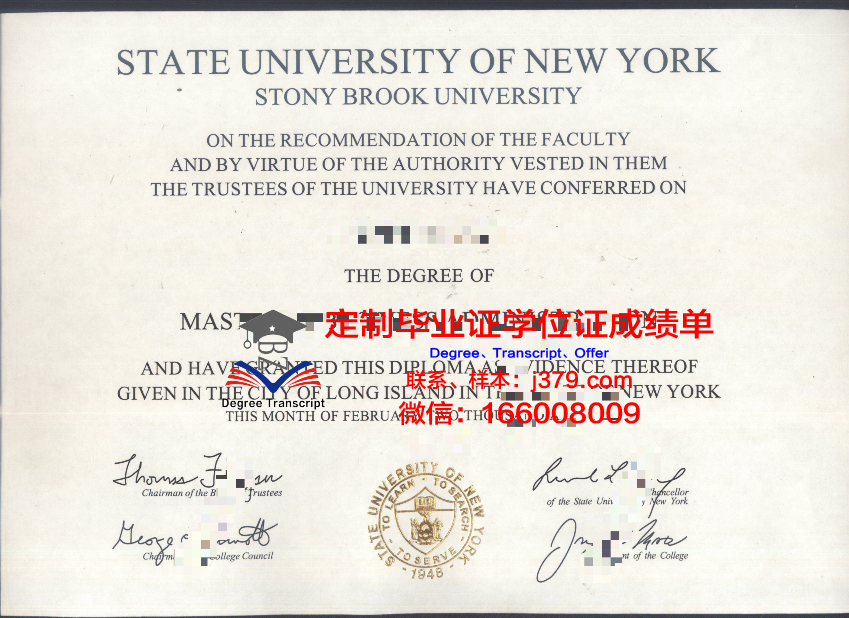 STATE UNIVERSITY OF NEW YORK
STONY BROOK UNIVERSITY
ON THE RECOMMENDATION OF THE FACULTY
AND BY VIRTUE OF THE AUTHORITY VESTED IN THEM
THE TRUSTEES OF THE UNIVERSITY HAVE CONFERRED ON
THE DEGREE OF
定制毕业证学位证成绩单
Degree、Transcript、Offer
AND HAVE GRANTED THIS DIPLOMA THEREOF
联系、样本：j379.com
GIVEN IN THE CITY OF LONG ISLAND IN NEW YORK
Degree Transcript
微信：166008009
THIS MONTH OF FEBRUARY TWO
Chairman of the Trustees
of the State Chancellor
New York
STATE UNIVERSITY OF NEW YORK
TO LEARN · TO SEARCH
TO SERVE
1948
College Council
of the College